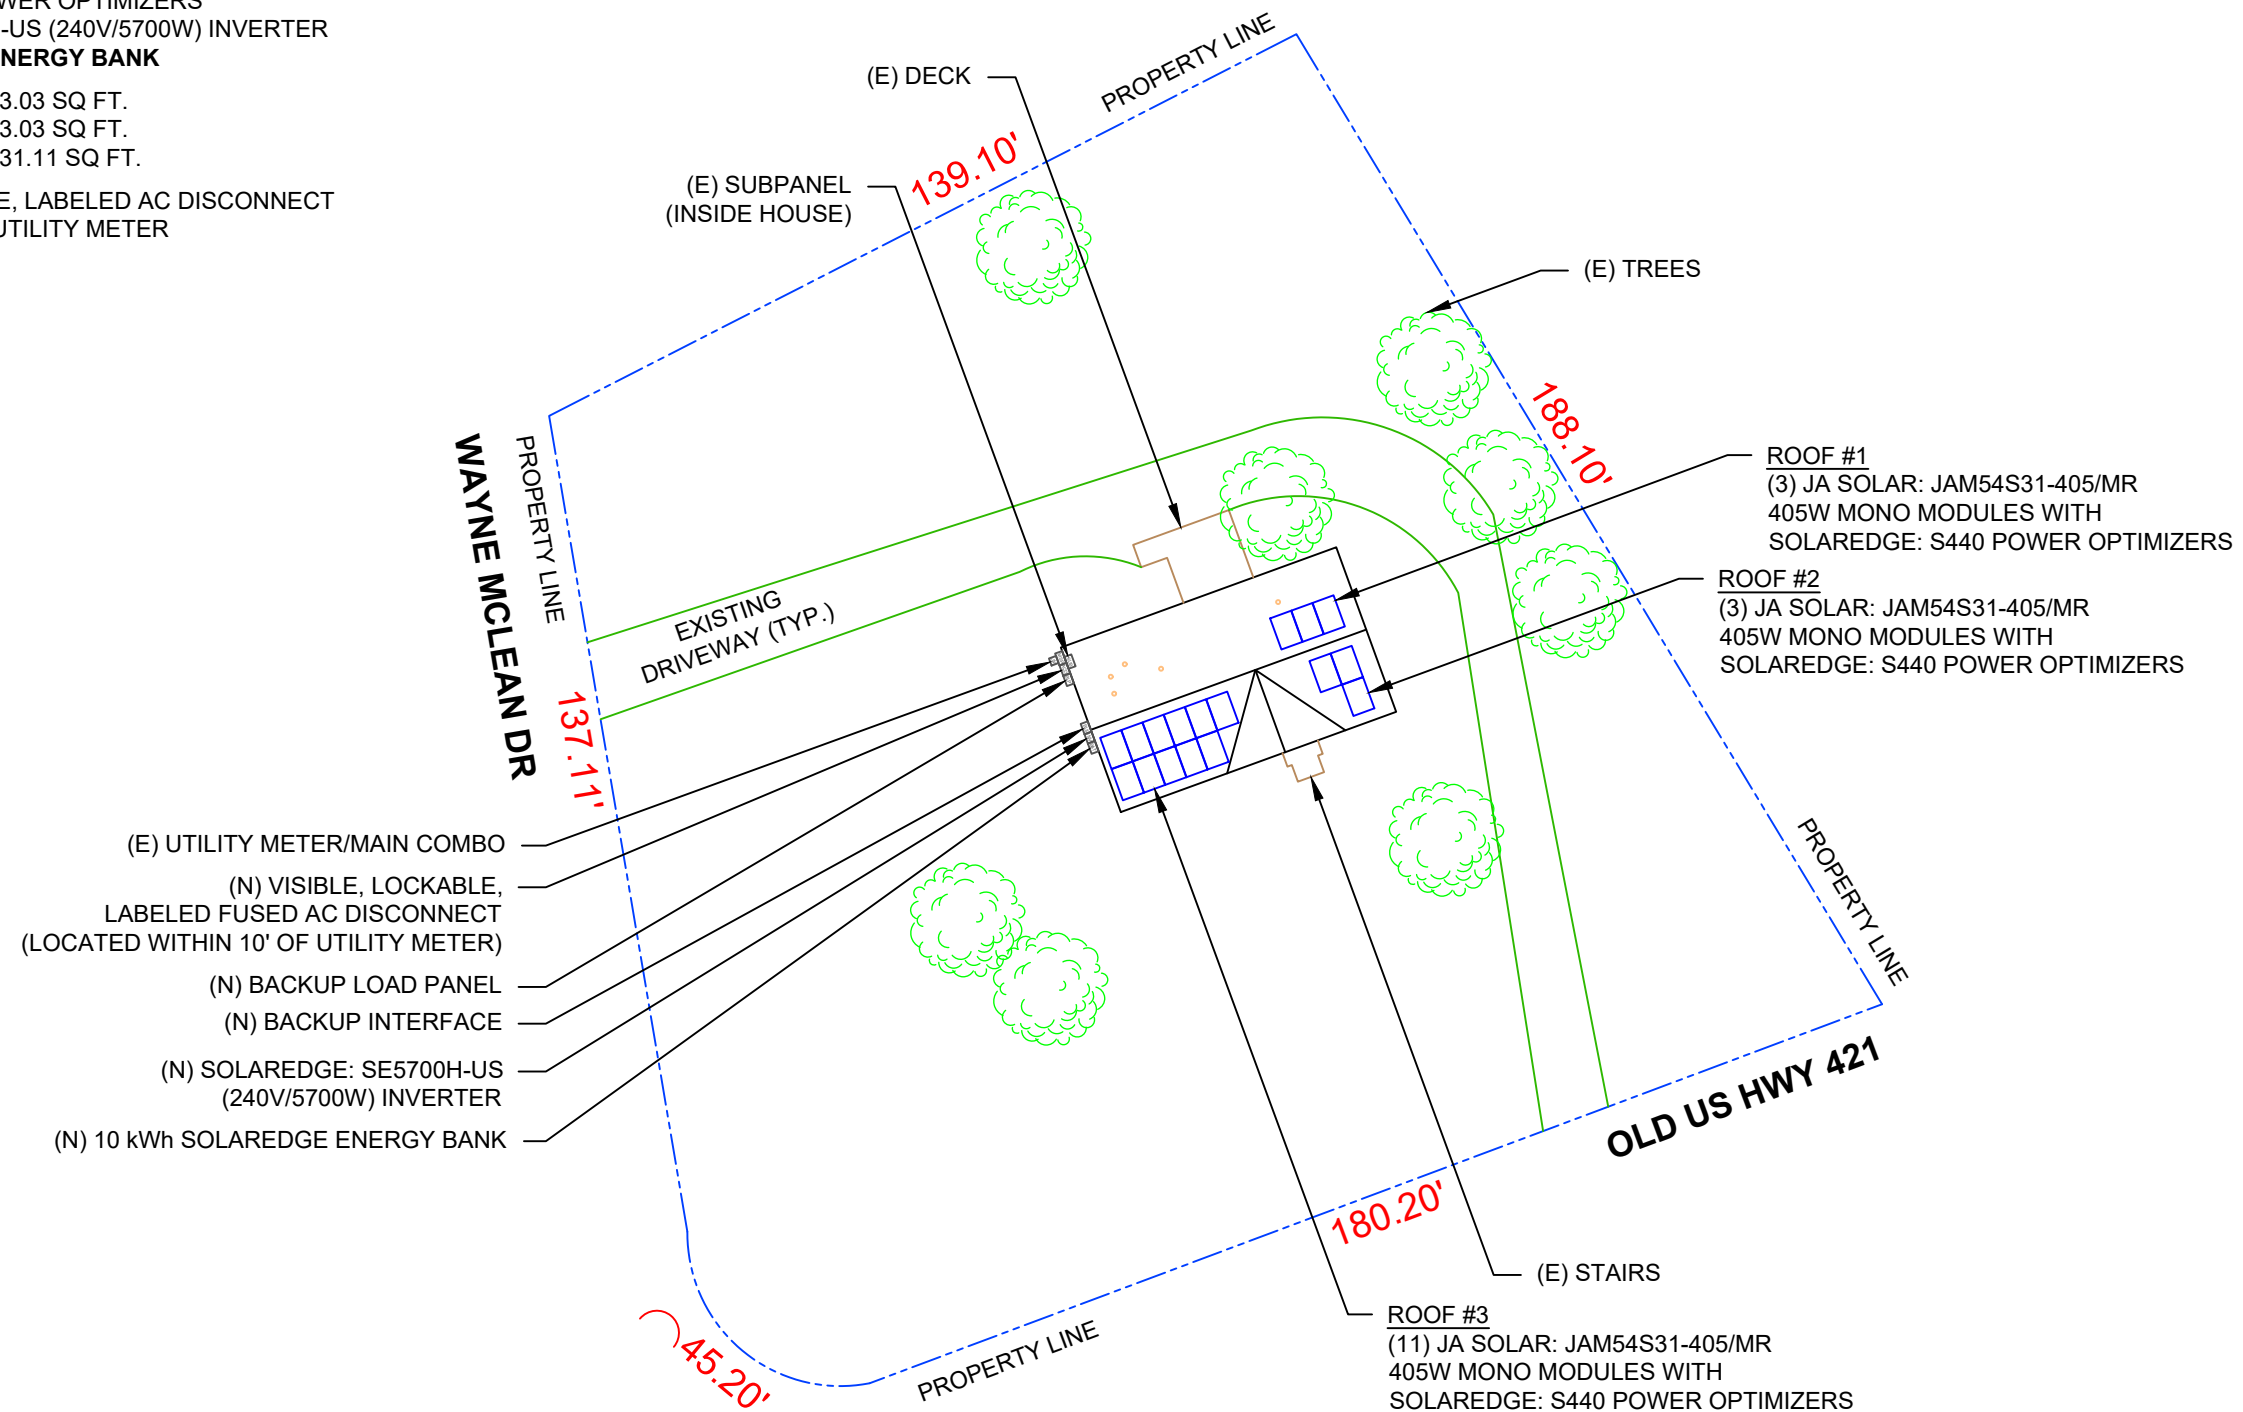 -US (240V/5700W) INVERTER
3.03 SQ FT.
3.03 SQ FT.
31.11 SQ FT.
E, LABELED AC DISCONNECT
UTILITY METER
(E) DECK
PROPERTY LINE
139.10'
(E) SUBPANEL
(INSIDE HOUSE)
(E) TREES
188.10'
ROOF #1
(3) JA SOLAR: JAM54S31-405/MR
405W MONO MODULES WITH
SOLAREDGE: S440 POWER OPTIMIZERS
ROOF #2
(3) JA SOLAR: JAM54S31-405/MR
405W MONO MODULES WITH
SOLAREDGE: S440 POWER OPTIMIZERS
WAYNE MCLEAN DR
PROPERTY LINE
EXISTING
DRIVEWAY (TYP.)
137.11'
(E) UTILITY METER/MAIN COMBO
(N) VISIBLE, LOCKABLE,
LABELED FUSED AC DISCONNECT
(LOCATED WITHIN 10' OF UTILITY METER)
(N) BACKUP LOAD PANEL
(N) BACKUP INTERFACE
(N) SOLAREDGE: SE5700H-US
(240V/5700W) INVERTER
(N) 10 kWh SOLAREDGE ENERGY BANK
PROPERTY LINE
OLD US HWY 421
180.20'
(E) STAIRS
ROOF #3
(11) JA SOLAR: JAM54S31-405/MR
405W MONO MODULES WITH
SOLAREDGE: S440 POWER OPTIMIZERS
PROPERTY LINE
45.20'